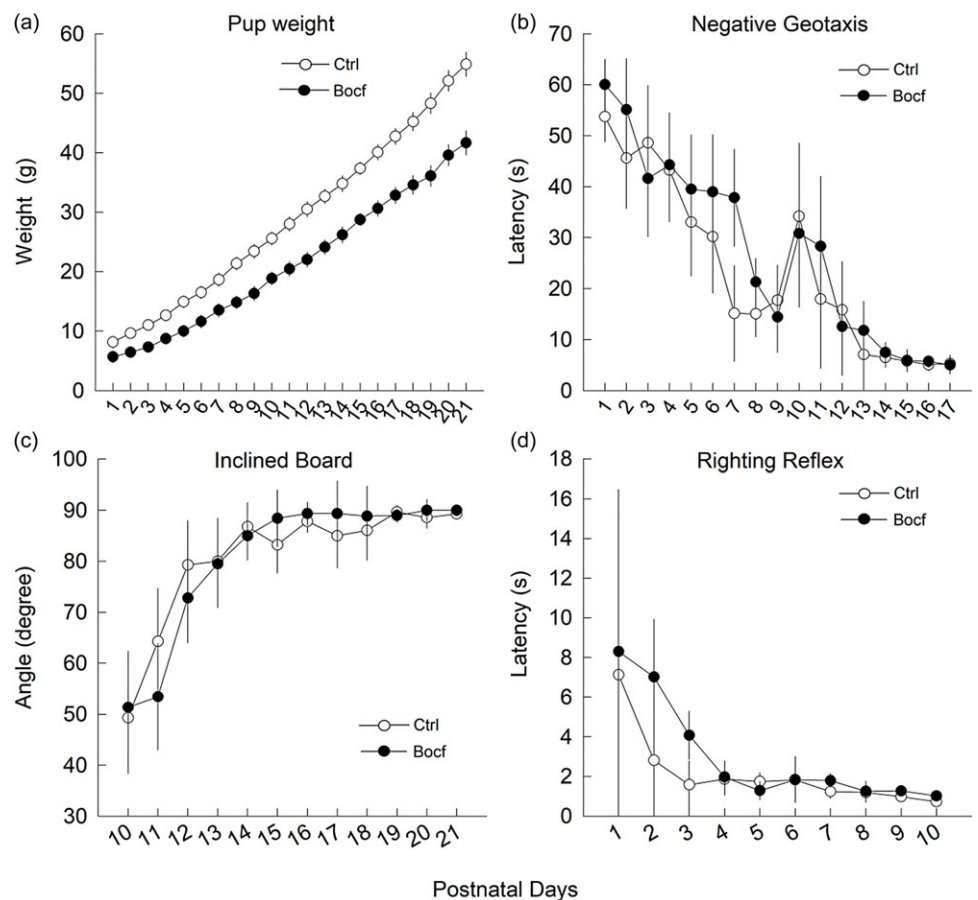 (a) Pup weight
Ctrl
Bocf
Weight (g)
60
50
40
30
20
10
0
1 2 3 4 5 6 7 8 9 10 11 12 13 14 15 16 17 18 19 20 21
(b) Negative Geotaxis
Ctrl
Bocf
Latency (s)
70
60
50
40
30
20
10
0
1 2 3 4 5 6 7 8 9 10 11 12 13 14 15 16 17
(c) Inclined Board
Ctrl
Bocf
Angle (degree)
100
90
80
70
60
50
40
30
10 11 12 13 14 15 16 17 18 19 20 21
(d) Righting Reflex
Ctrl
Bocf
Latency (s)
18
16
14
12
10
8
6
4
2
0
1 2 3 4 5 6 7 8 9 10
Postnatal Days